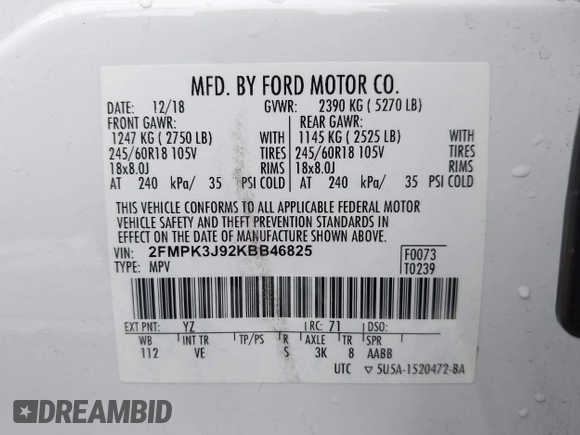 MFD. BY FORD MOTOR CO.
DATE: 12/18 GVWR: 2390 KG ( 5270 LB)
FRONT GAWR: REAR GAWR:
1247 KG ( 2750 LB) WITH 1145 KG ( 2525 LB) WITH
245/60R18 105V TIRES 245/60R18 105V TIRES
18x8.0J RIMS 18x8.0J RIMS
AT 240 kPa/ 35 PSI COLD AT 240 kPa/ 35 PSI COLD
THIS VEHICLE CONFORMS TO ALL APPLICABLE FEDERAL MOTOR
VEHICLE SAFETY AND THEFT PREVENTION STANDARDS IN
EFFECT ON THE DATE OF MANUFACTURE SHOWN ABOVE.
VIN: 2FMPK3J92KBB46825 F0073
TYPE: MPV T0239
EXT PNT: YZ RC: 71 DSO:
WB INT TR TP/PS R AXLE TR SPR
112 VE S 3K 8 AABB
UTC ▽ 5U5A-1520472-BA
DREAMBID